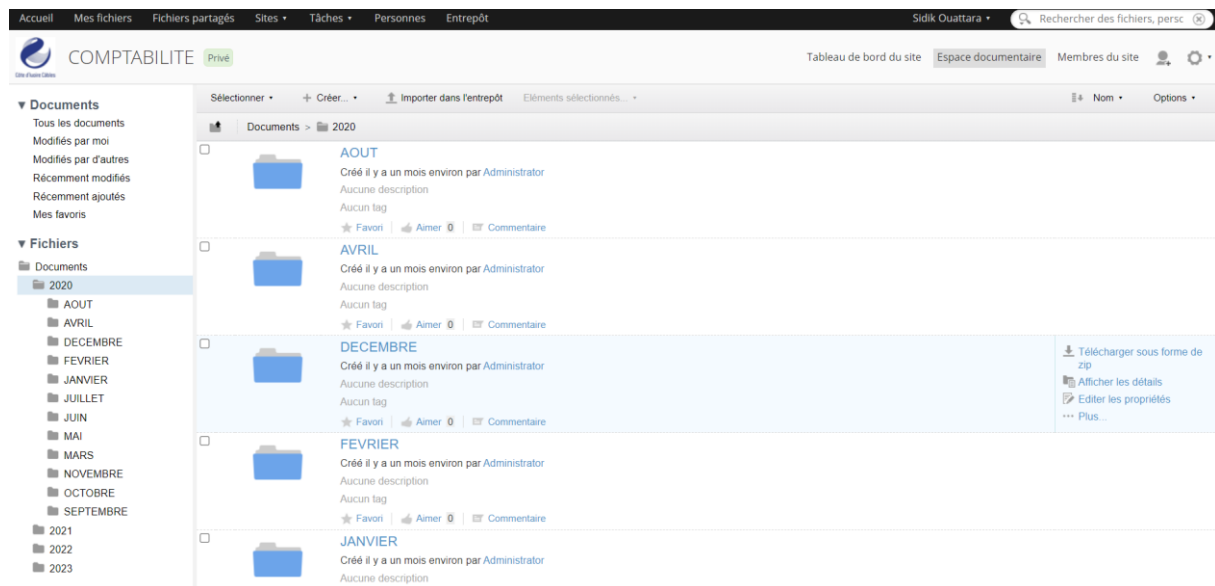 Accueil Mes fichiers Fichiers partagés Sites Tâches Personnes Entrepôt Sidik Ouattara Rechercher des fichiers, persc
Côte d'Ivoire Câbles
COMPTABILITE Privé Tableau de bord du site Espace documentaire Membres du site
Documents
Tous les documents
Modifiés par moi
Modifiés par d'autres
Récemment modifiés
Récemment ajoutés
Mes favoris
Fichiers
Documents
2020
AOUT
AVRIL
DECEMBRE
FEVRIER
JANVIER
JUILLET
JUIN
MAI
MARS
NOVEMBRE
OCTOBRE
SEPTEMBRE
2021
2022
2023
Sélectionner + Créer... Importer dans l'entrepôt Eléments sélectionnés... Nom Options
Documents > 2020
AOUT
Créé il y a un mois environ par Administrator
Aucune description
Aucun tag
Favori Aimer 0 Commentaire
AVRIL
Créé il y a un mois environ par Administrator
Aucune description
Aucun tag
Favori Aimer 0 Commentaire
DECEMBRE
Créé il y a un mois environ par Administrator
Aucune description
Aucun tag
Favori Aimer 0 Commentaire
Télécharger sous forme de
zip
Afficher les détails
Editer les propriétés
Plus...
FEVRIER
Créé il y a un mois environ par Administrator
Aucune description
Aucun tag
Favori Aimer 0 Commentaire
JANVIER
Créé il y a un mois environ par Administrator
Aucune description